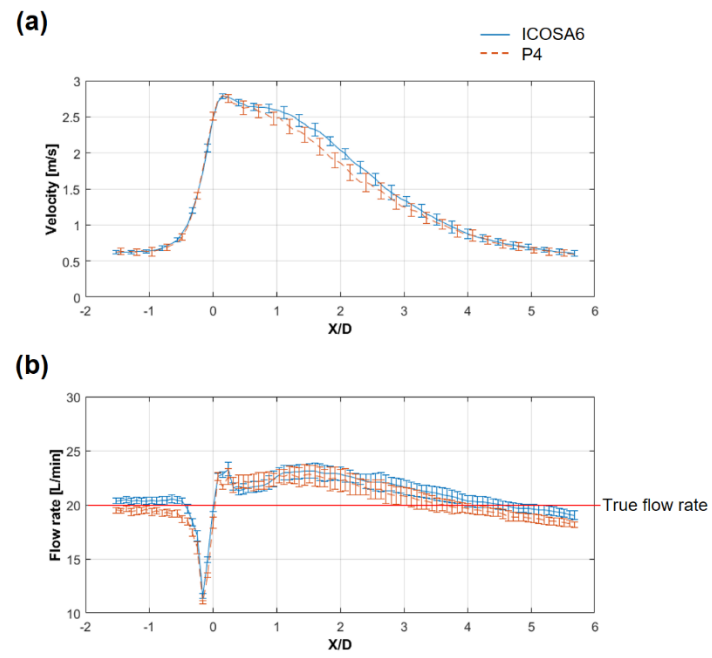 (a)
ICOSA6
P4
3
2.5
2
1.5
1
0.5
0
Velocity [m/s]
-2 -1 0 1 2 3 4 5 6
X/D
(b)
30
25
20
15
10
Flow rate [L/min]
True flow rate
-2 -1 0 1 2 3 4 5 6
X/D